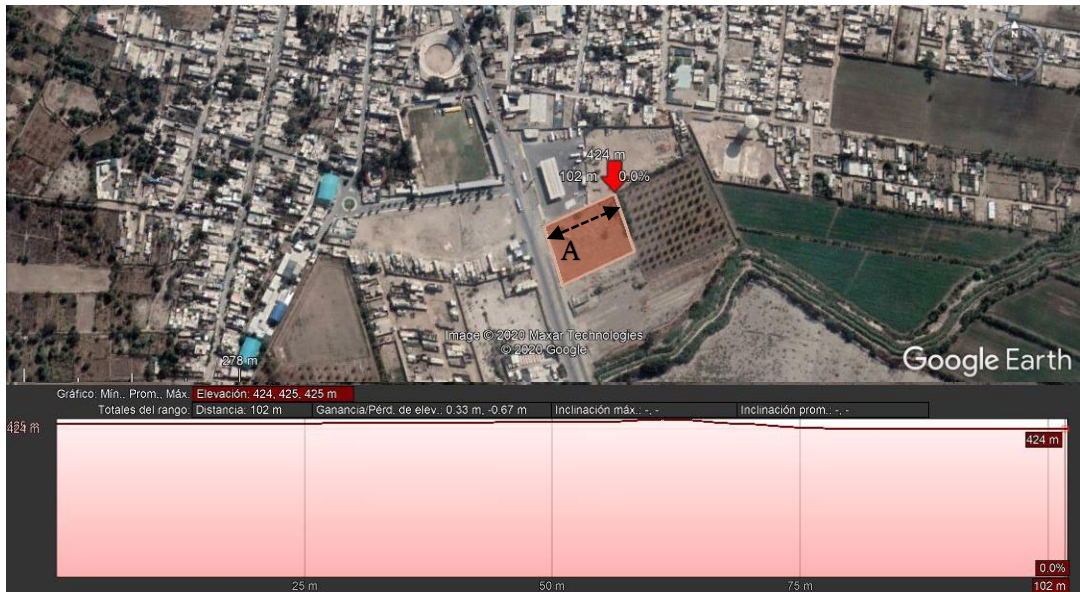 N
424 m
102 m 0.0%
A
Image © 2020 Maxar Technologies
© 2020 Google
278 m
Google Earth
Gráfico: Mín., Prom., Máx. Elevación: 424, 425, 425 m
Totales del rango: Distancia: 102 m Ganancia/Pérd. de elev.: 0.33 m, -0.67 m Inclinación máx.: -, - Inclinación prom.: -, -
424 m
424 m
0.0%
25 m 50 m 75 m 102 m